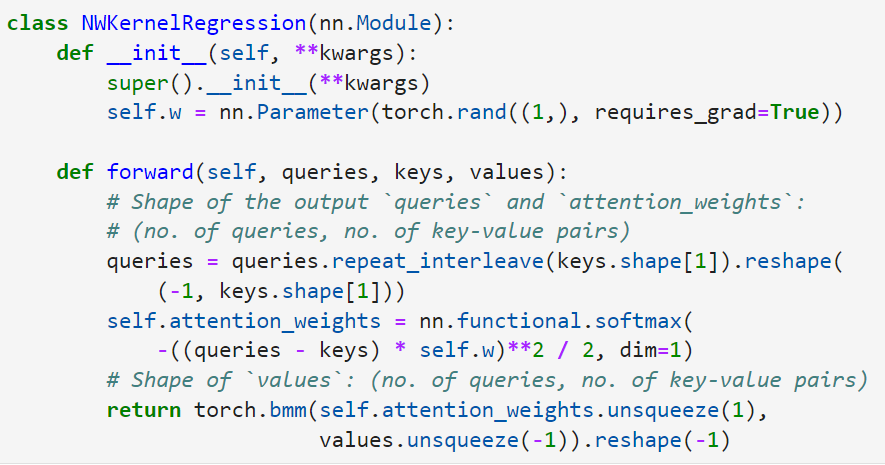 class NWKernelRegression(nn.Module):
    def __init__(self, **kwargs):
        super().__init__(**kwargs)
        self.w = nn.Parameter(torch.rand((1,), requires_grad=True))

    def forward(self, queries, keys, values):
        # Shape of the output `queries` and `attention_weights`:
        # (no. of queries, no. of key-value pairs)
        queries = queries.repeat_interleave(keys.shape[1]).reshape(
            (-1, keys.shape[1]))
        self.attention_weights = nn.functional.softmax(
            -((queries - keys) * self.w)**2 / 2, dim=1)
        # Shape of `values`: (no. of queries, no. of key-value pairs)
        return torch.bmm(self.attention_weights.unsqueeze(1),
                         values.unsqueeze(-1)).reshape(-1)